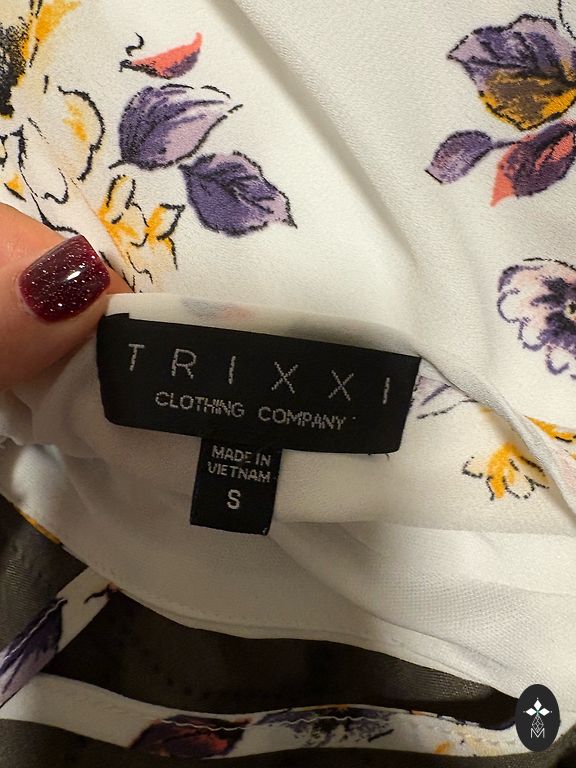 TRIXXI
CLOTHING COMPANY
MADE IN
VIETNAM
S